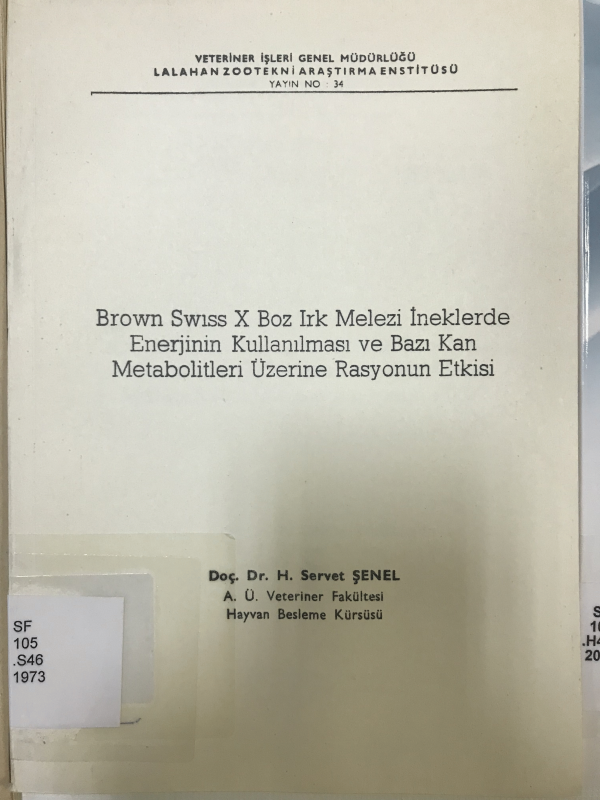 VETERİNER İŞLERİ GENEL MÜDÜRLÜĞÜ
LALAHAN ZOOTEKNİ ARAŞTIRMA ENSTİTÜSÜ
YAYIN NO : 34
Brown Swıss X Boz Irk Melezi İneklerde
Enerjinin Kullanılması ve Bazı Kan
Metabolitleri Üzerine Rasyonun Etkisi
Doç. Dr. H. Servet ŞENEL
A. Ü. Veteriner Fakültesi
Hayvan Besleme Kürsüsü
SF
105
.S46
1973